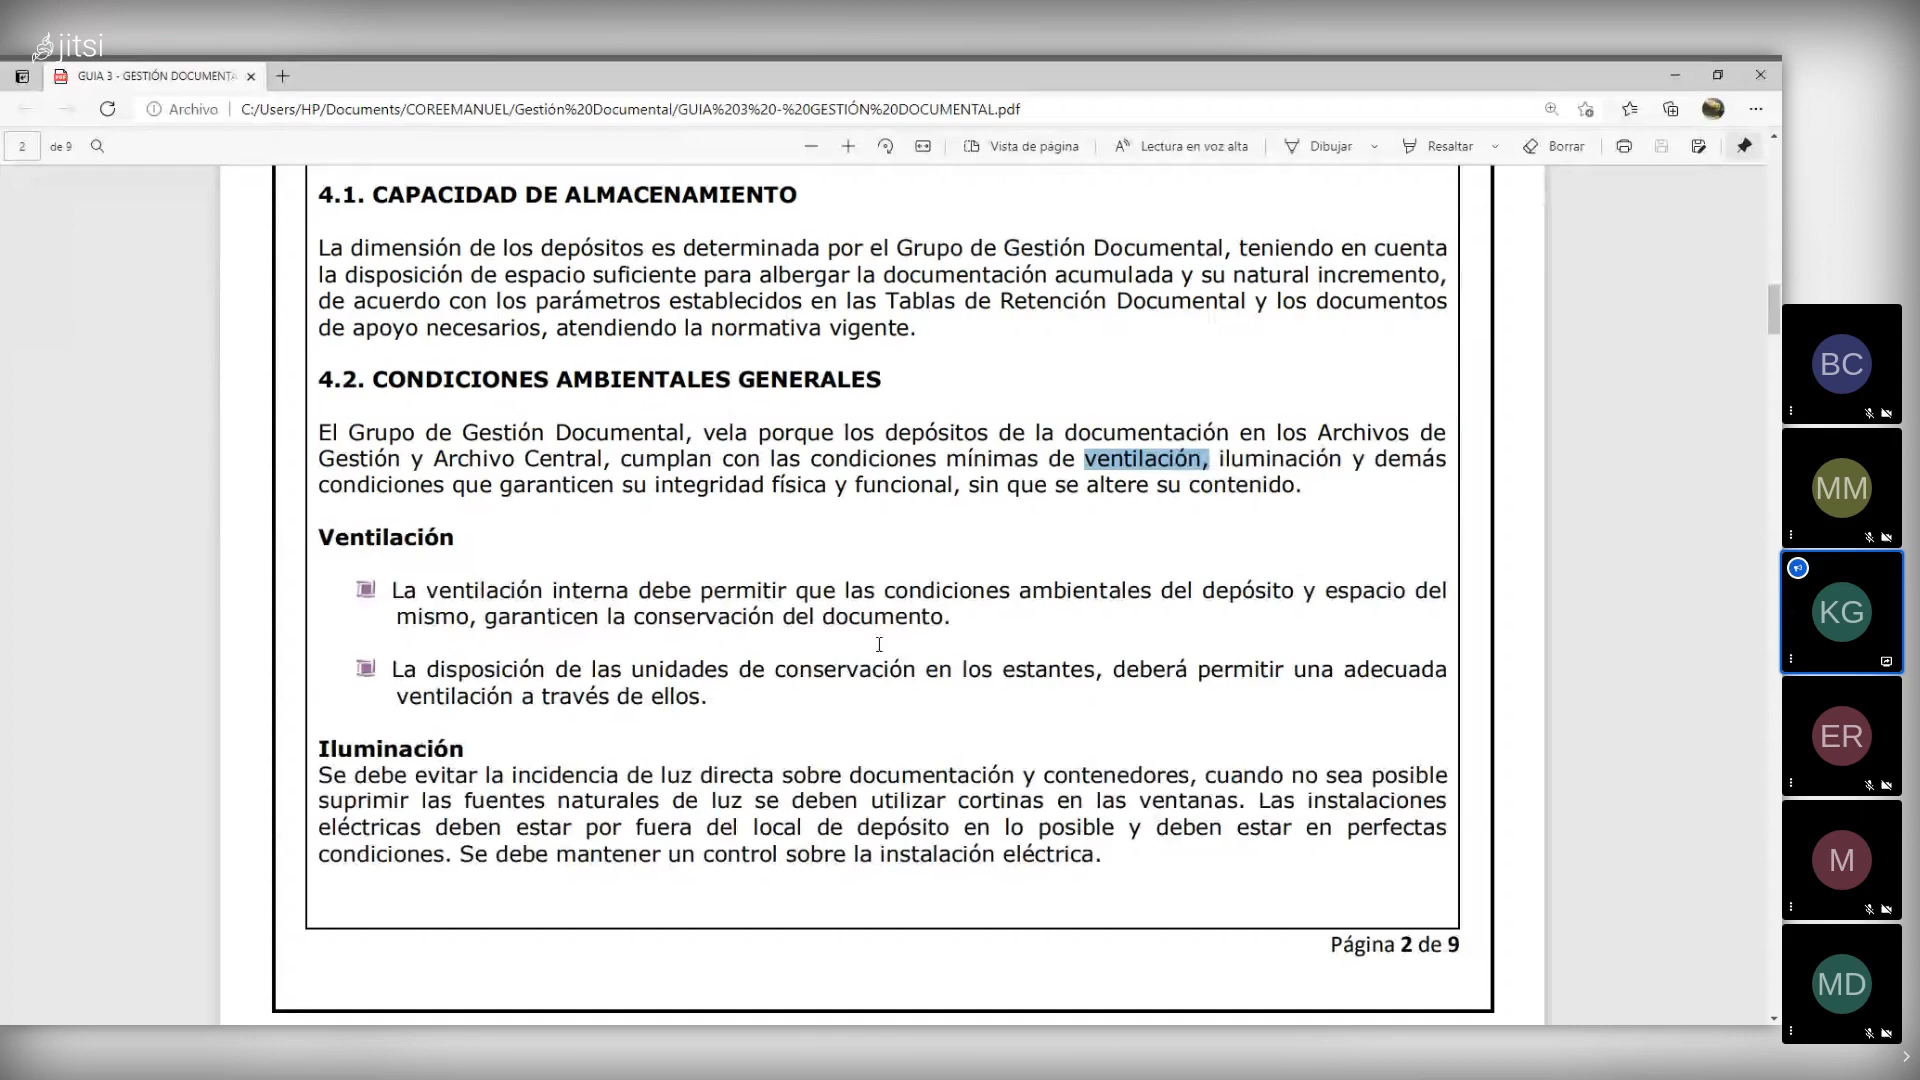 jitsi
GUIA 3 - GESTIÓN DOCUMENTA
Archivo
C:/Users/HP/Documents/COREEMANUEL/Gestión%20Documental/GUIA%203%20-%20GESTIÓN%20DOCUMENTAL.pdf
2 de 9
Vista de página
Lectura en voz alta
Dibujar
Resaltar
Borrar
4.1. CAPACIDAD DE ALMACENAMIENTO
La dimensión de los depósitos es determinada por el Grupo de Gestión Documental, teniendo en cuenta
la disposición de espacio suficiente para albergar la documentación acumulada y su natural incremento,
de acuerdo con los parámetros establecidos en las Tablas de Retención Documental y los documentos
de apoyo necesarios, atendiendo la normativa vigente.
4.2. CONDICIONES AMBIENTALES GENERALES
El Grupo de Gestión Documental, vela porque los depósitos de la documentación en los Archivos de
Gestión y Archivo Central, cumplan con las condiciones mínimas de ventilación, iluminación y demás
condiciones que garanticen su integridad física y funcional, sin que se altere su contenido.
Ventilación
La ventilación interna debe permitir que las condiciones ambientales del depósito y espacio del
mismo, garanticen la conservación del documento.
La disposición de las unidades de conservación en los estantes, deberá permitir una adecuada
ventilación a través de ellos.
Iluminación
Se debe evitar la incidencia de luz directa sobre documentación y contenedores, cuando no sea posible
suprimir las fuentes naturales de luz se deben utilizar cortinas en las ventanas. Las instalaciones
eléctricas deben estar por fuera del local de depósito en lo posible y deben estar en perfectas
condiciones. Se debe mantener un control sobre la instalación eléctrica.
Página 2 de 9
BC
MM
KG
ER
M
MD